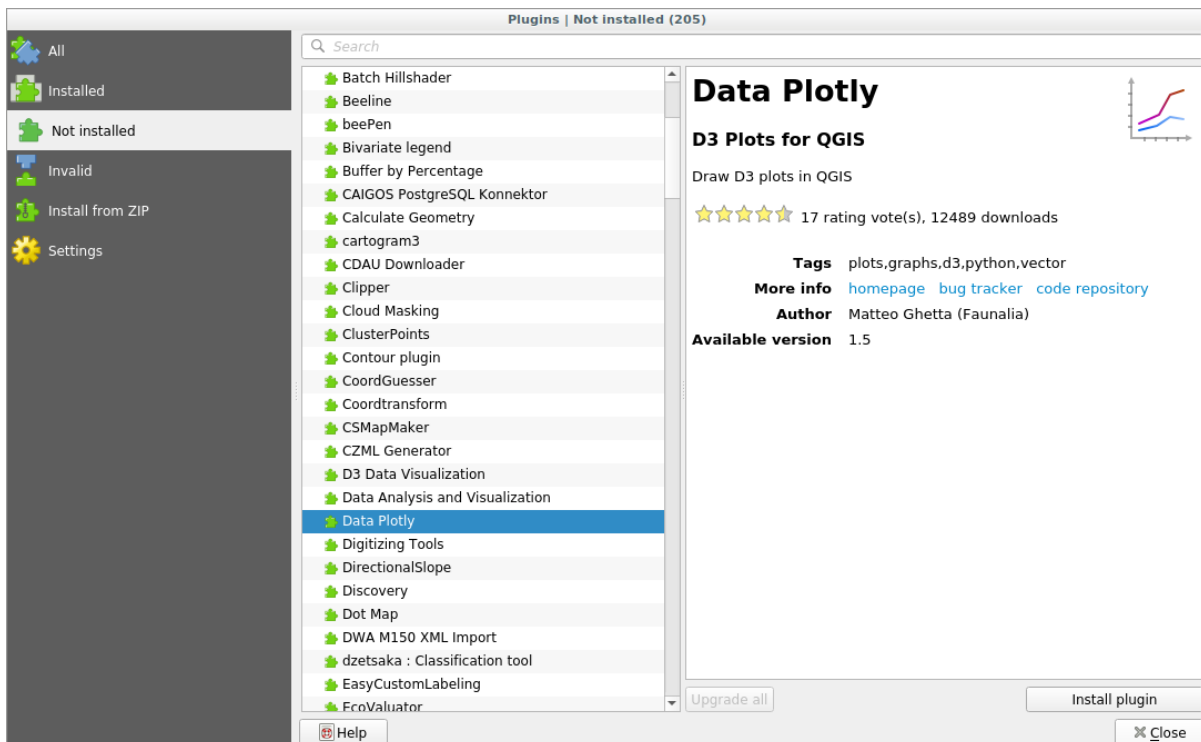 Plugins | Not installed (205)
All
Installed
Not installed
Invalid
Install from ZIP
Settings
Search
Batch Hillshader
Beeline
beePen
Bivariate legend
Buffer by Percentage
CAIGOS PostgreSQL Konnektor
Calculate Geometry
cartogram3
CDAU Downloader
Clipper
Cloud Masking
ClusterPoints
Contour plugin
CoordGuesser
Coordtransform
CSMapMaker
CZML Generator
D3 Data Visualization
Data Analysis and Visualization
Data Plotly
Digitizing Tools
DirectionalSlope
Discovery
Dot Map
DWA M150 XML Import
dzetsaka : Classification tool
EasyCustomLabeling
EcoValuator
Data Plotly
D3 Plots for QGIS
Draw D3 plots in QGIS
17 rating vote(s), 12489 downloads
Tags plots,graphs,d3,python,vector
More info homepage bug tracker code repository
Author Matteo Ghetta (Faunalia)
Available version 1.5
Upgrade all
Install plugin
Help
Close